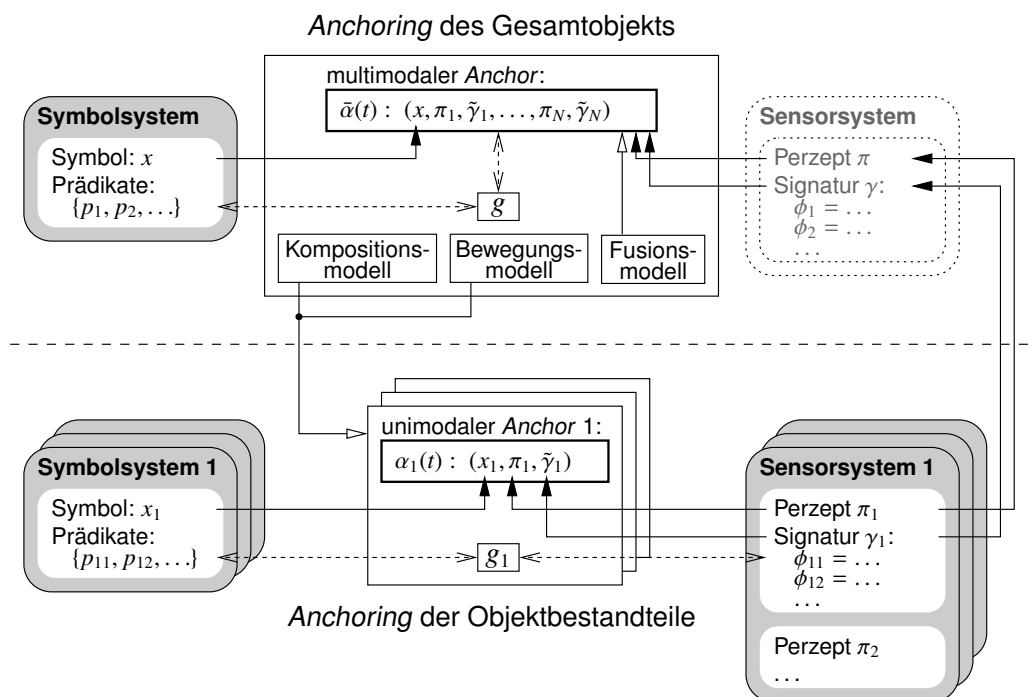 Anchoring des Gesamtobjekts
multimodaler Anchor:
ᾱ(t) : (x, π₁, γ̃₁, . . . , π_N, γ̃_N)
Symbolsystem
Symbol: x
Prädikate:
{p₁, p₂, . . .}
g
Kompositions-
modell
Bewegungs-
modell
Fusions-
modell
Sensorsystem
Perzept π
Signatur γ:
ϕ₁ = . . .
ϕ₂ = . . .
. . .
unimodaler Anchor 1:
α₁(t) : (x₁, π₁, γ̃₁)
Symbolsystem 1
Symbol: x₁
Prädikate:
{p₁₁, p₁₂, . . .}
g₁
Sensorsystem 1
Perzept π₁
Signatur γ₁:
ϕ₁₁ = . . .
ϕ₁₂ = . . .
. . .
Perzept π₂
. . .
Anchoring der Objektbestandteile